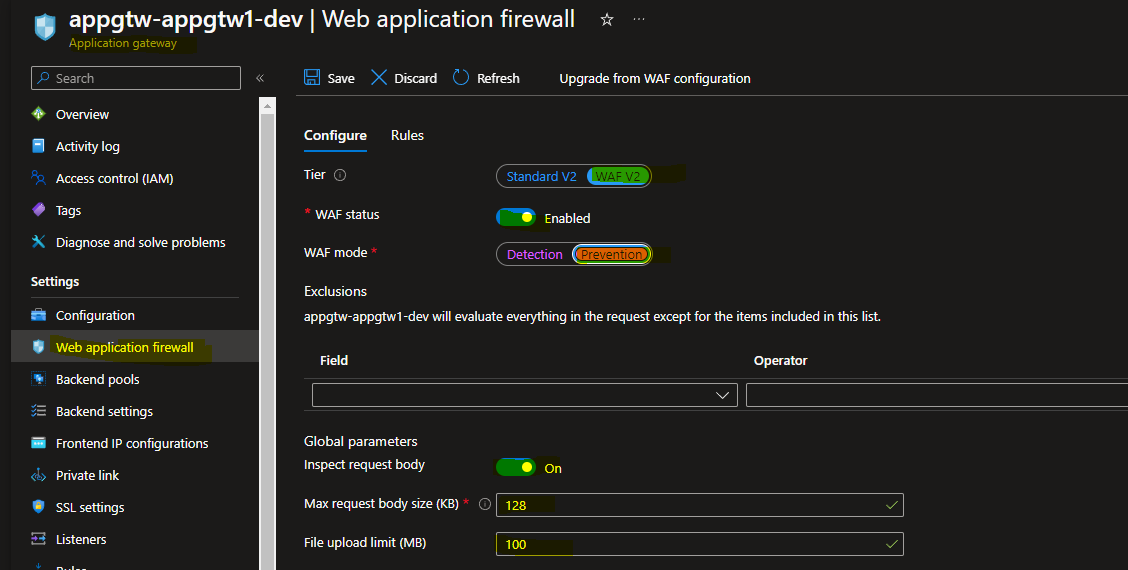 appgtw-appgtw1-dev | Web application firewall ☆ ...
Application gateway
Search «
Save Discard Refresh Upgrade from WAF configuration
Overview
Activity log
Access control (IAM)
Tags
Diagnose and solve problems
Settings
Configuration
Web application firewall
Backend pools
Backend settings
Frontend IP configurations
Private link
SSL settings
Listeners
Rules
Configure Rules
Tier Standard V2 WAF V2
* WAF status Enabled
WAF mode * Detection Prevention
Exclusions
appgtw-appgtw1-dev will evaluate everything in the request except for the items included in this list.
Field Operator
Global parameters
Inspect request body On
Max request body size (KB) * 128
File upload limit (MB) 100